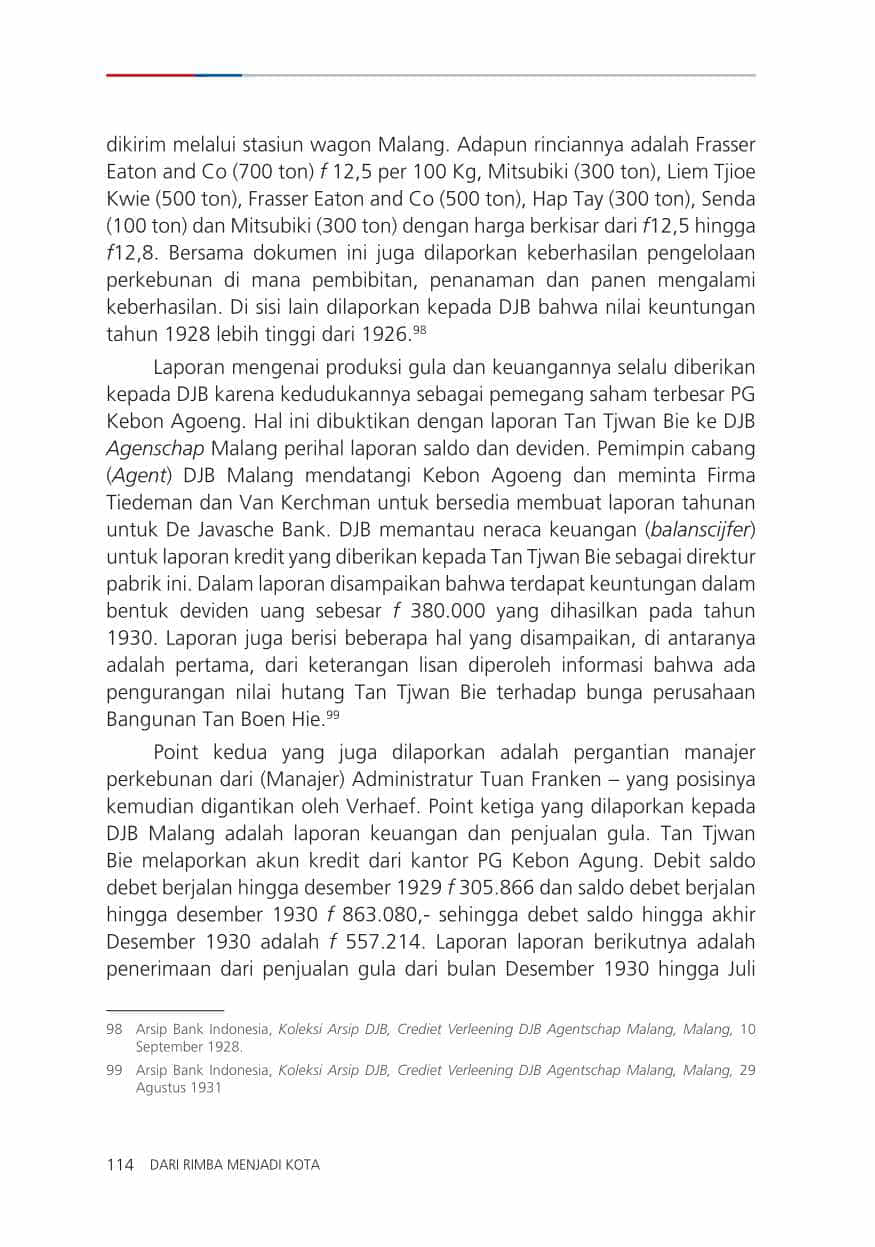 dikirim melalui stasiun wagon Malang. Adapun rinciannya adalah Frasser
Eaton and Co (700 ton) f 12,5 per 100 Kg, Mitsubiki (300 ton), Liem Tjioe
Kwie (500 ton), Frasser Eaton and Co (500 ton), Hap Tay (300 ton), Senda
(100 ton) dan Mitsubiki (300 ton) dengan harga berkisar dari f12,5 hingga
f12,8. Bersama dokumen ini juga dilaporkan keberhasilan pengelolaan
perkebunan di mana pembibitan, penanaman dan panen mengalami
keberhasilan. Di sisi lain dilaporkan kepada DJB bahwa nilai keuntungan
tahun 1928 lebih tinggi dari 1926.98
Laporan mengenai produksi gula dan keuangannya selalu diberikan
kepada DJB karena kedudukannya sebagai pemegang saham terbesar PG
Kebon Agoeng. Hal ini dibuktikan dengan laporan Tan Tjwan Bie ke DJB
Agenschap Malang perihal laporan saldo dan deviden. Pemimpin cabang
(Agent) DJB Malang mendatangi Kebon Agoeng dan meminta Firma
Tiedeman dan Van Kerchman untuk bersedia membuat laporan tahunan
untuk De Javasche Bank. DJB memantau neraca keuangan (balanscijfer)
untuk laporan kredit yang diberikan kepada Tan Tjwan Bie sebagai direktur
pabrik ini. Dalam laporan disampaikan bahwa terdapat keuntungan dalam
bentuk deviden uang sebesar f 380.000 yang dihasilkan pada tahun
1930. Laporan juga berisi beberapa hal yang disampaikan, di antaranya
adalah pertama, dari keterangan lisan diperoleh informasi bahwa ada
pengurangan nilai hutang Tan Tjwan Bie terhadap bunga perusahaan
Bangunan Tan Boen Hie.99
Point kedua yang juga dilaporkan adalah pergantian manajer
perkebunan dari (Manajer) Administratur Tuan Franken – yang posisinya
kemudian digantikan oleh Verhaef. Point ketiga yang dilaporkan kepada
DJB Malang adalah laporan keuangan dan penjualan gula. Tan Tjwan
Bie melaporkan akun kredit dari kantor PG Kebon Agung. Debit saldo
debet berjalan hingga desember 1929 f 305.866 dan saldo debet berjalan
hingga desember 1930 f 863.080,- sehingga debet saldo hingga akhir
Desember 1930 adalah f 557.214. Laporan laporan berikutnya adalah
penerimaan dari penjualan gula dari bulan Desember 1930 hingga Juli
98 Arsip Bank Indonesia, Koleksi Arsip DJB, Crediet Verleening DJB Agentschap Malang, Malang, 10
September 1928.
99 Arsip Bank Indonesia, Koleksi Arsip DJB, Crediet Verleening DJB Agentschap Malang, Malang, 29
Agustus 1931
114 DARI RIMBA MENJADI KOTA